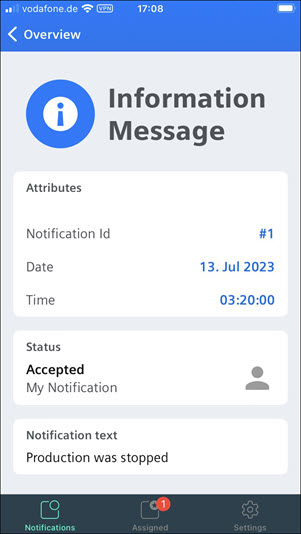 vodafone.de VPN 17:08
Overview
Information
Message
Attributes
Notification Id #1
Date 13. Jul 2023
Time 03:20:00
Status
Accepted
My Notification
Notification text
Production was stopped
1
Notifications Assigned Settings